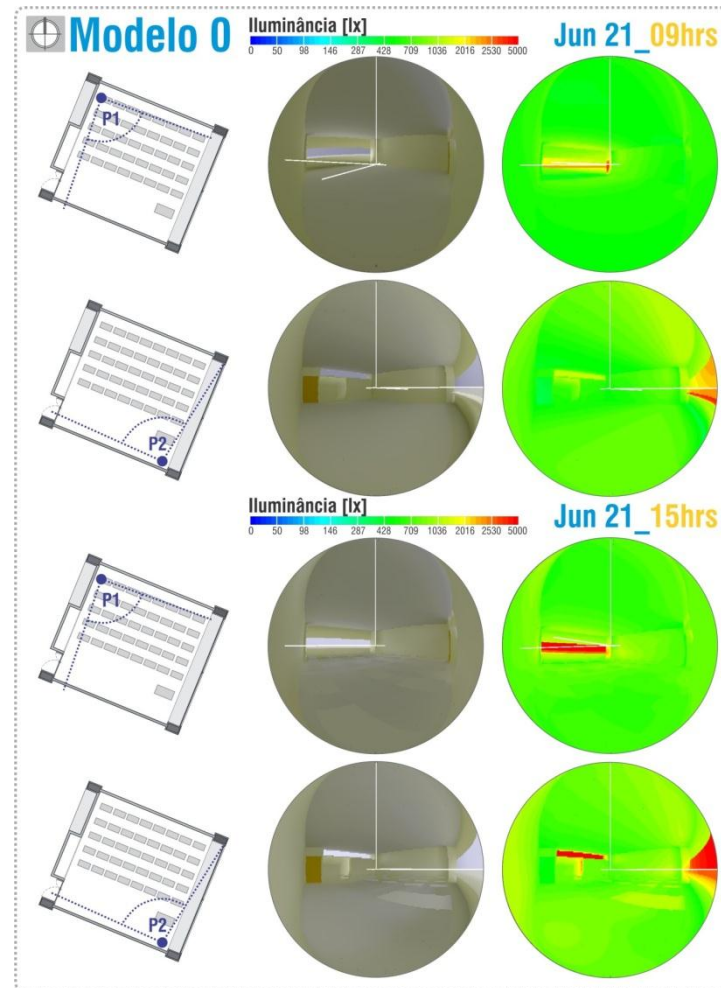 Modelo 0
Iluminância [lx]
0 50 98 146 287 428 709 1036 2016 2530 5000
Jun 21_09hrs
P1
P2
Iluminância [lx]
0 50 98 146 287 428 709 1036 2016 2530 5000
Jun 21_15hrs
P1
P2